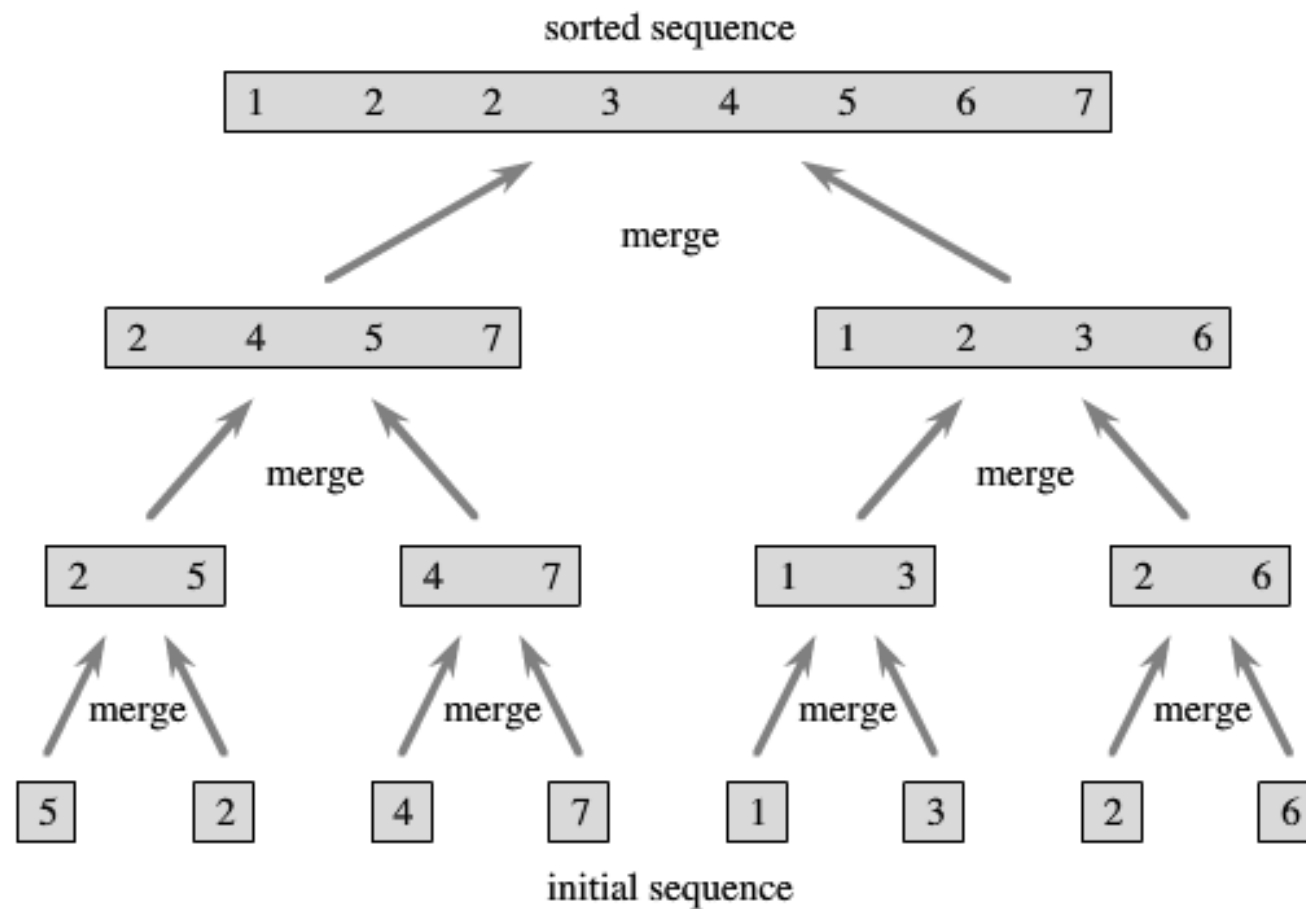 sorted sequence
1 2 2 3 4 5 6 7
merge
2 4 5 7 1 2 3 6
merge merge
2 5 4 7 1 3 2 6
merge merge merge merge
5 2 4 7 1 3 2 6
initial sequence